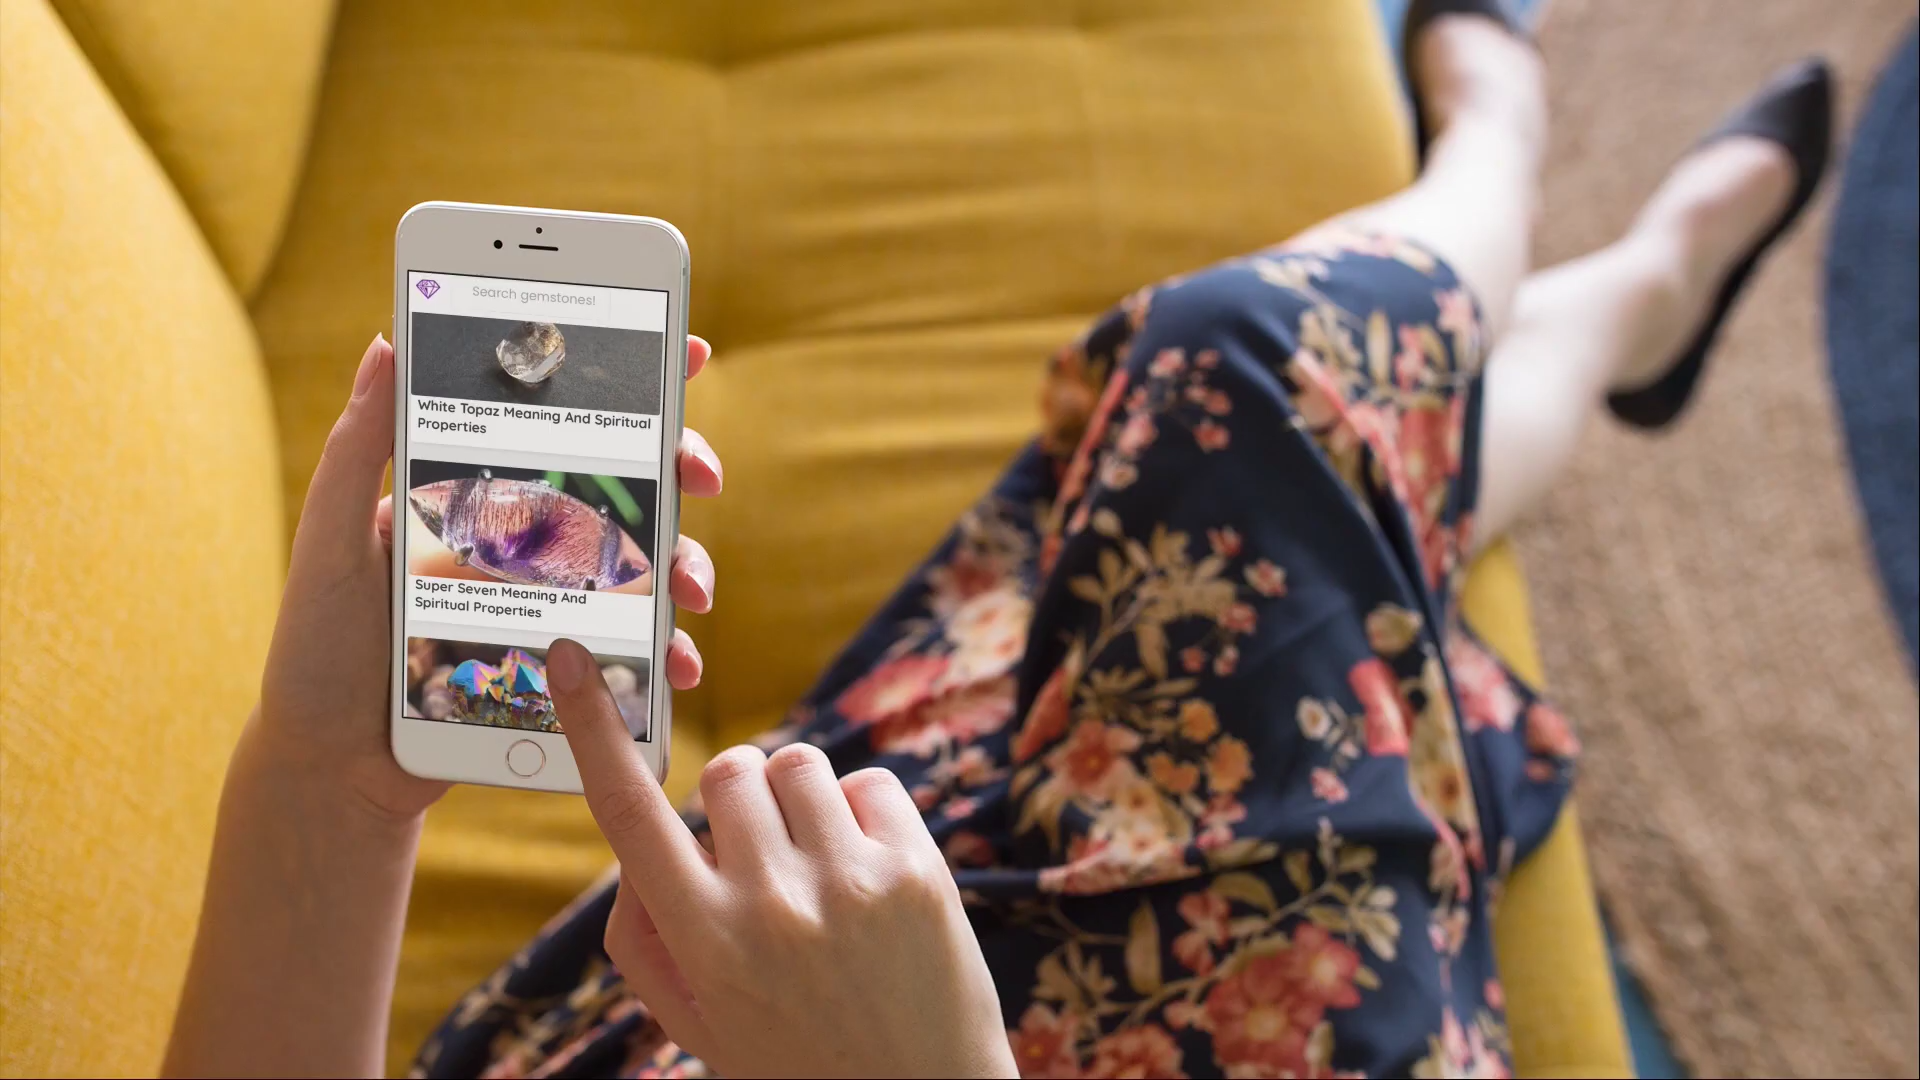 Search gemstones!
White Topaz Meaning And Spiritual
Properties
Super Seven Meaning And
Spiritual Properties